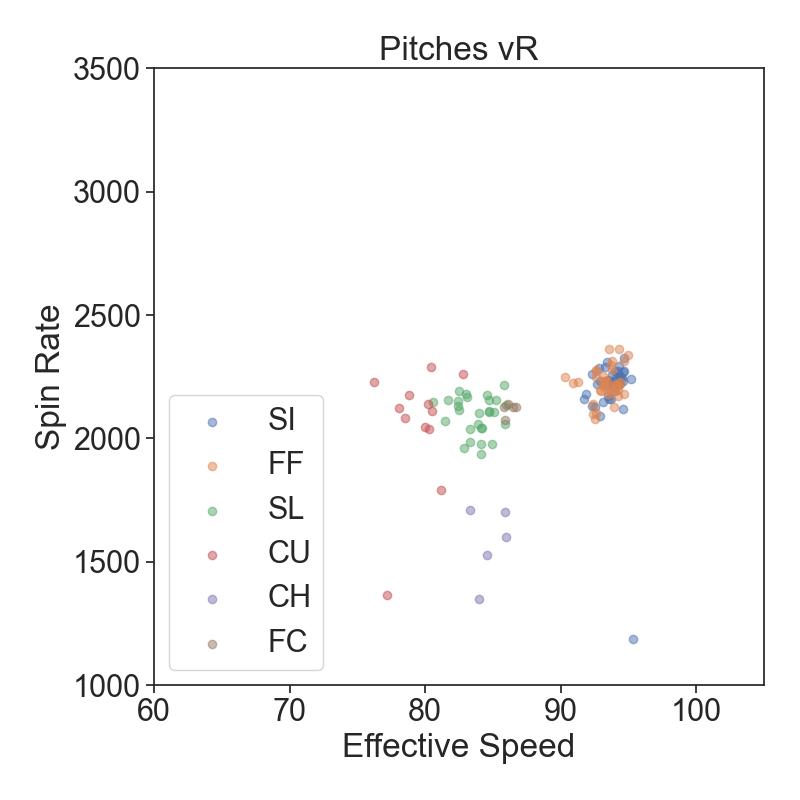 Pitches vR
3500
3000
2500
2000
1500
1000
Spin Rate
SI
FF
SL
CU
CH
FC
60 70 80 90 100
Effective Speed